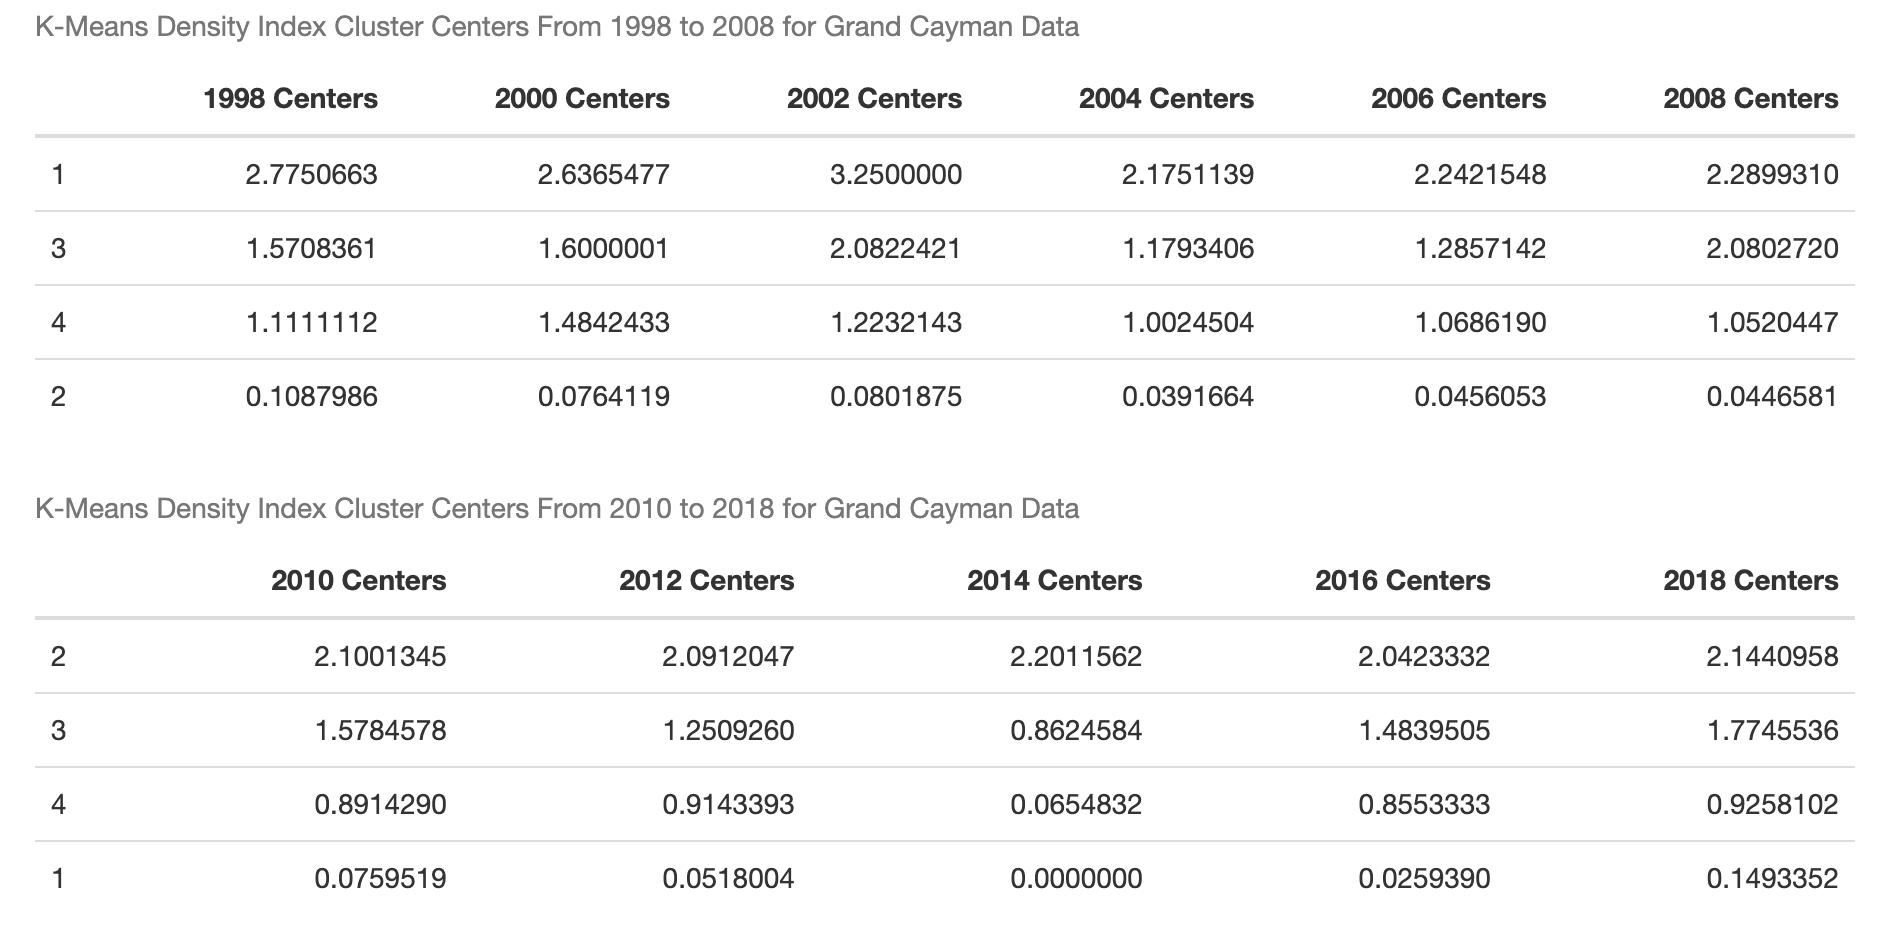 K-Means Density Index Cluster Centers From 1998 to 2008 for Grand Cayman Data
1998 Centers 2000 Centers 2002 Centers 2004 Centers 2006 Centers 2008 Centers
1 2.7750663 2.6365477 3.2500000 2.1751139 2.2421548 2.2899310
3 1.5708361 1.6000001 2.0822421 1.1793406 1.2857142 2.0802720
4 1.1111112 1.4842433 1.2232143 1.0024504 1.0686190 1.0520447
2 0.1087986 0.0764119 0.0801875 0.0391664 0.0456053 0.0446581
K-Means Density Index Cluster Centers From 2010 to 2018 for Grand Cayman Data
2010 Centers 2012 Centers 2014 Centers 2016 Centers 2018 Centers
2 2.1001345 2.0912047 2.2011562 2.0423332 2.1440958
3 1.5784578 1.2509260 0.8624584 1.4839505 1.7745536
4 0.8914290 0.9143393 0.0654832 0.8553333 0.9258102
1 0.0759519 0.0518004 0.0000000 0.0259390 0.1493352